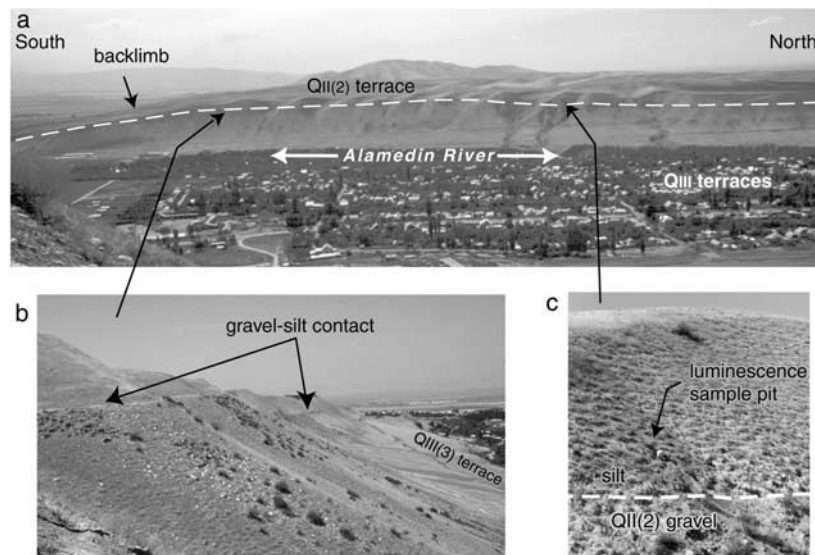 a
South
North
backlimb
QII(2) terrace
Alamedin River
QIII terraces
b
gravel-silt contact
QIII(3) terrace
c
luminescence
sample pit
silt
QII(2) gravel